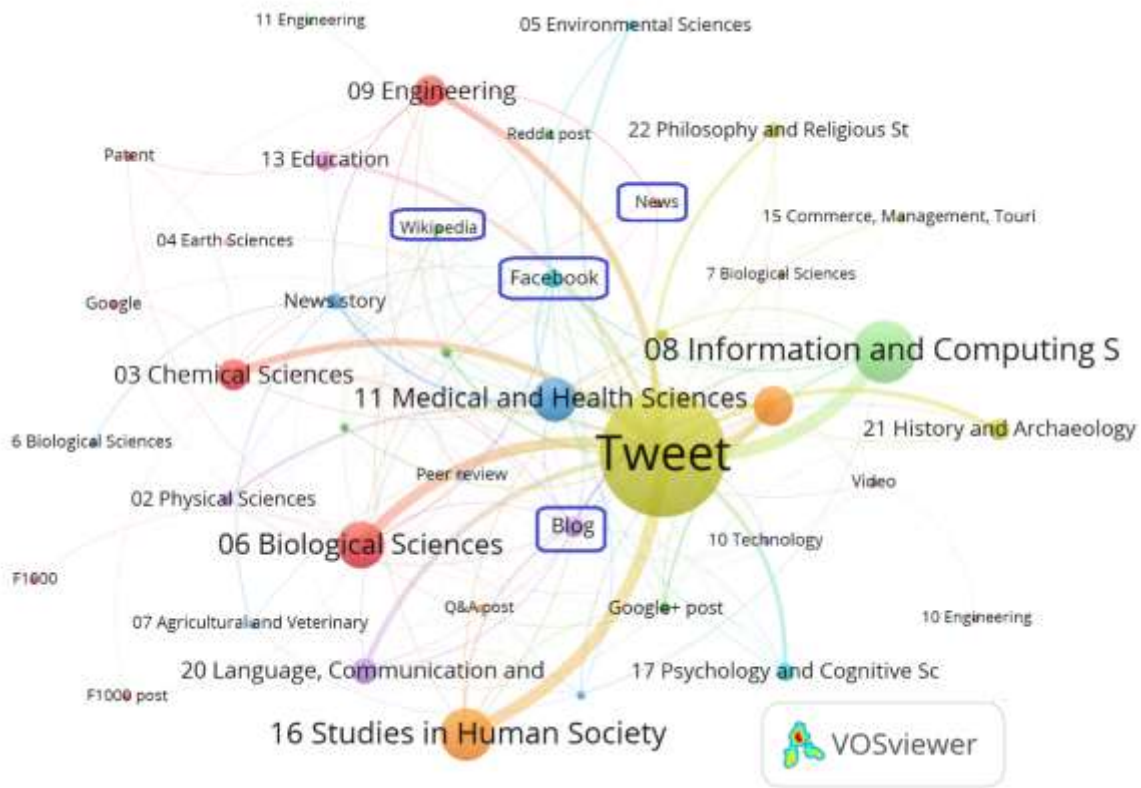 11 Engineering
05 Environmental Sciences
09 Engineering
Reddit post
22 Philosophy and Religious St
Patent
13 Education
News
15 Commerce, Management, Touri
Wikipedia
04 Earth Sciences
7 Biological Sciences
Facebook
Google
News story
08 Information and Computing S
03 Chemical Sciences
11 Medical and Health Sciences
21 History and Archaeology
6 Biological Sciences
Tweet
Peer review
Video
02 Physical Sciences
Blog
10 Technology
06 Biological Sciences
F1000
Q&A post
Google+ post
10 Engineering
07 Agricultural and Veterinary
20 Language, Communication and
17 Psychology and Cognitive Sc
F1000 post
16 Studies in Human Society
VOSviewer